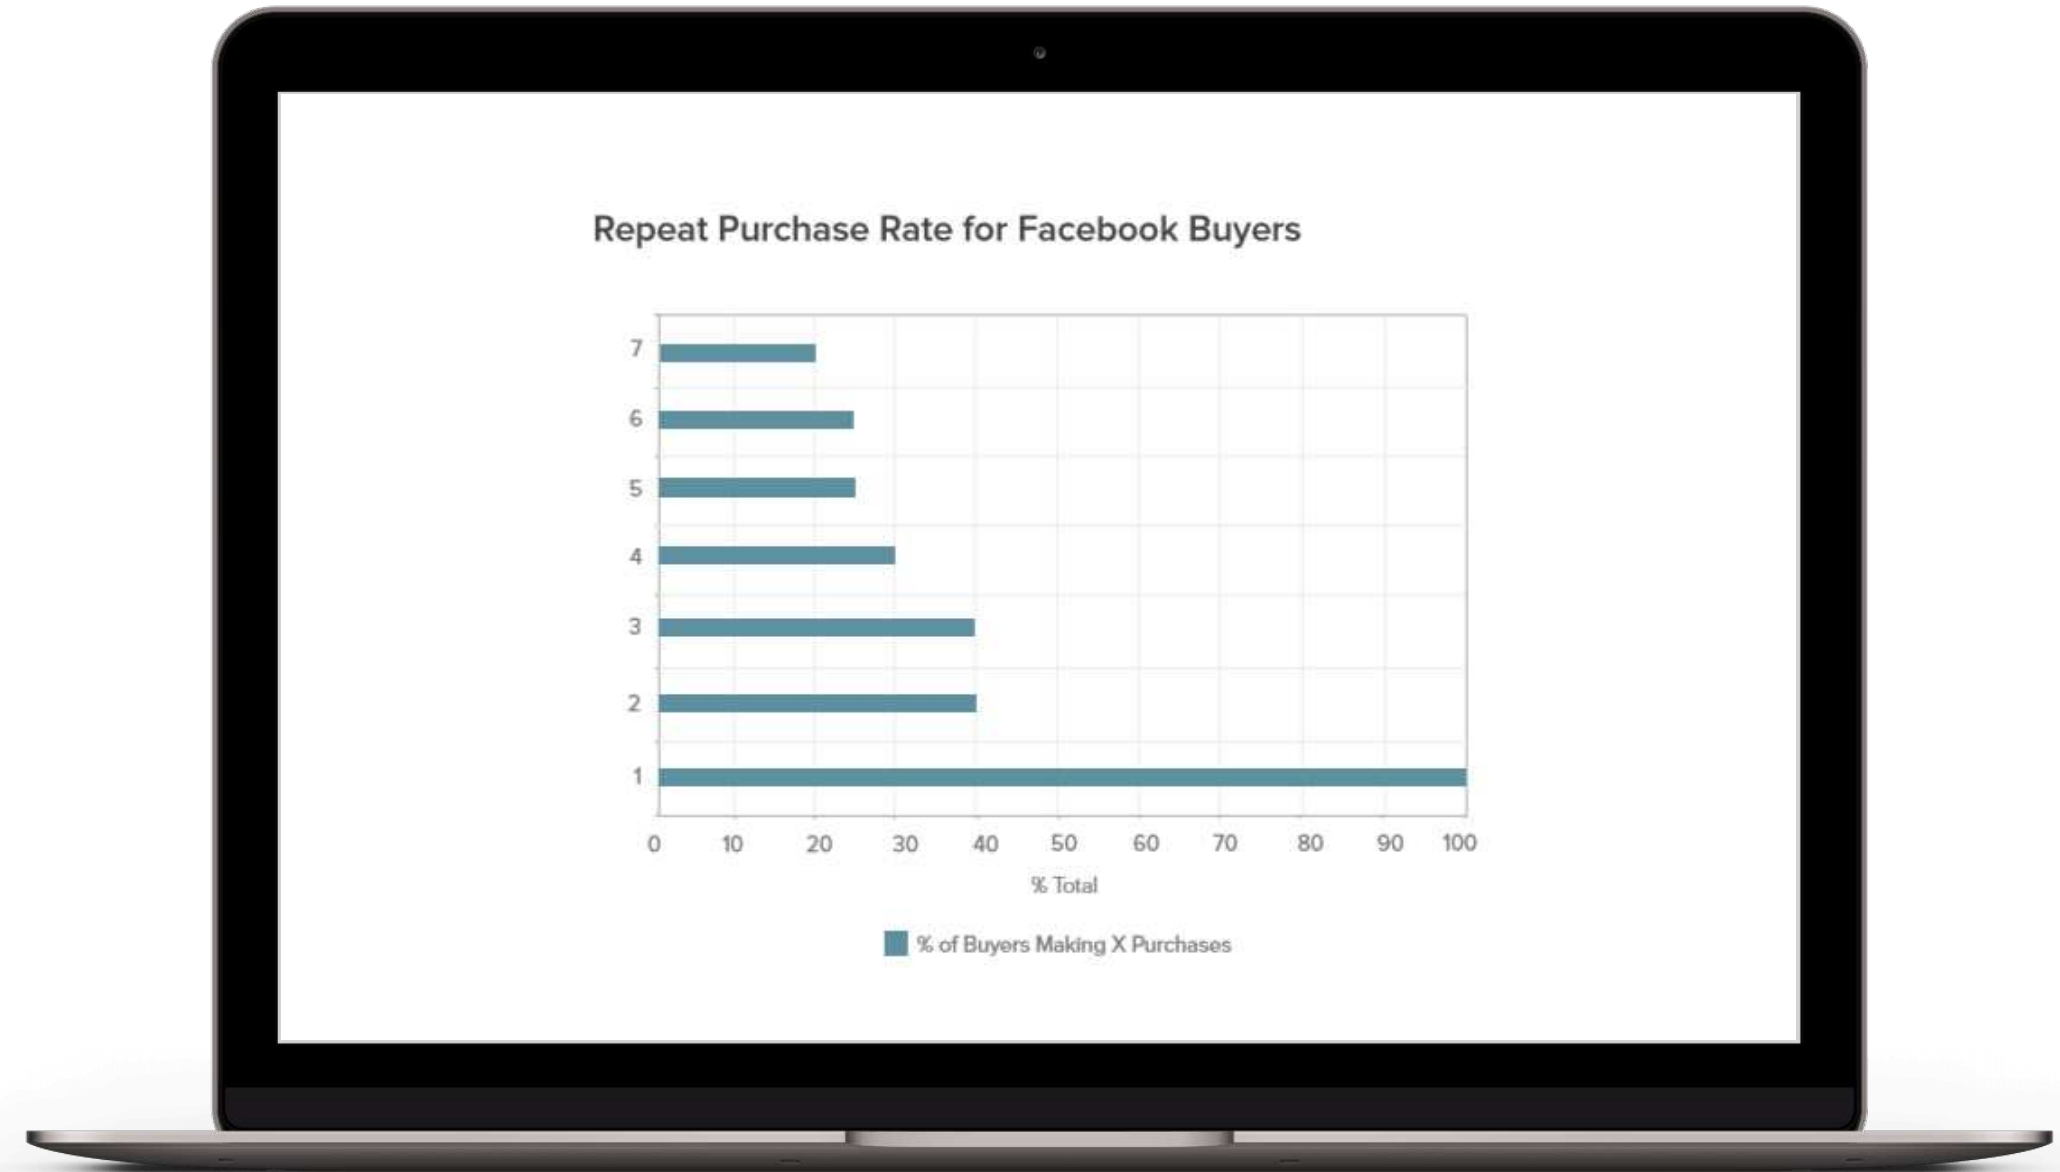 Repeat Purchase Rate for Facebook Buyers
7
6
5
4
3
2
1
0 10 20 30 40 50 60 70 80 90 100
% Total
% of Buyers Making X Purchases